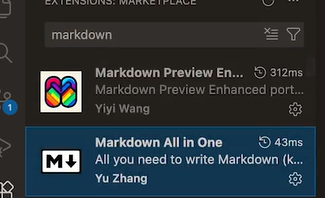 EXTENSIONS: MARKETPLACE
markdown
Markdown Preview En... 312ms
Markdown Preview Enhanced port...
Yiyi Wang
1
Markdown All in One 43ms
M
All you need to write Markdown (k...
Yu Zhang